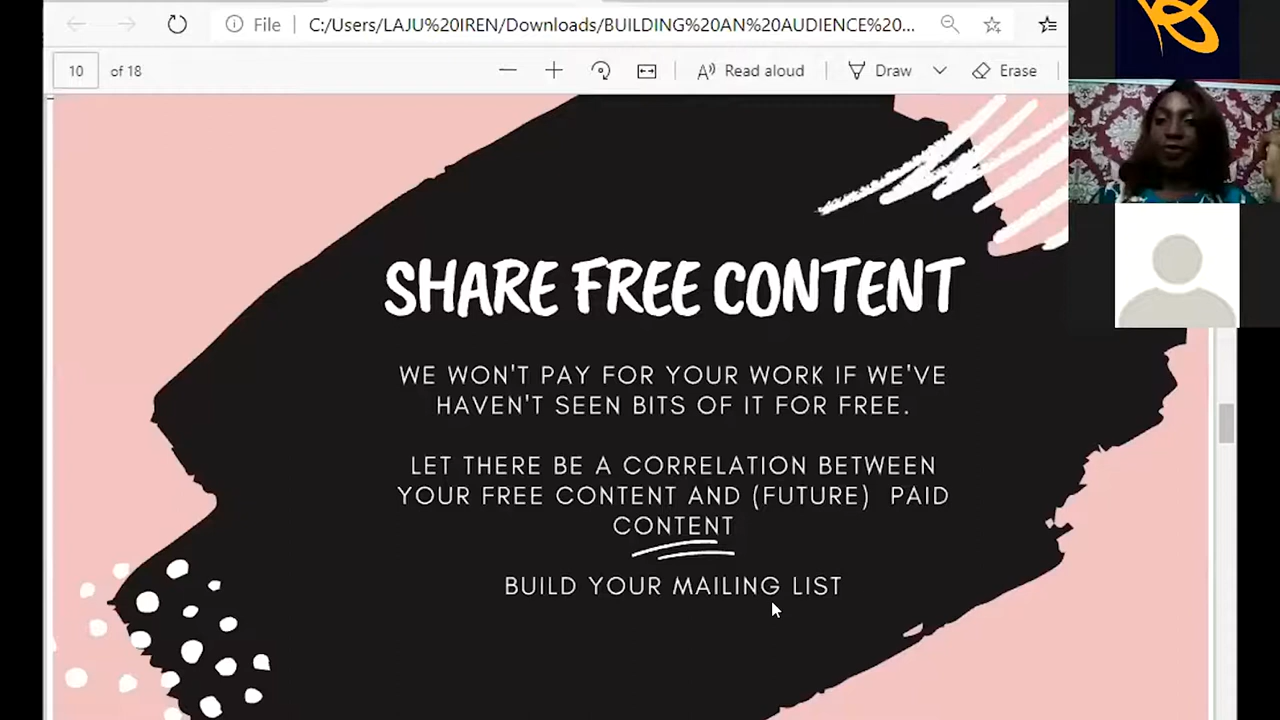 File
C:/Users/LAJU%20IREN/Downloads/BUILDING%20AN%20AUDIENCE%20...
10 of 18
Read aloud
Draw
Erase
SHARE FREE CONTENT
WE WON'T PAY FOR YOUR WORK IF WE'VE
HAVEN'T SEEN BITS OF IT FOR FREE.
LET THERE BE A CORRELATION BETWEEN
YOUR FREE CONTENT AND (FUTURE) PAID
CONTENT
BUILD YOUR MAILING LIST